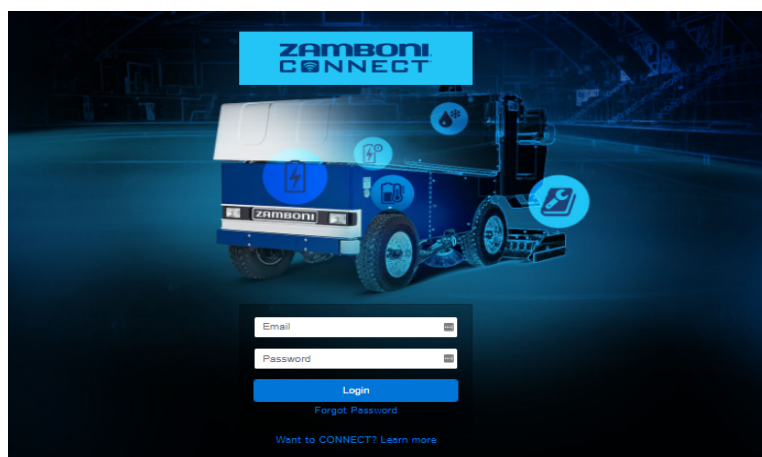 ZAMBONI
CONNECT
ZAMBONI
Email
Password
Login
Forgot Password
Want to CONNECT? Learn more